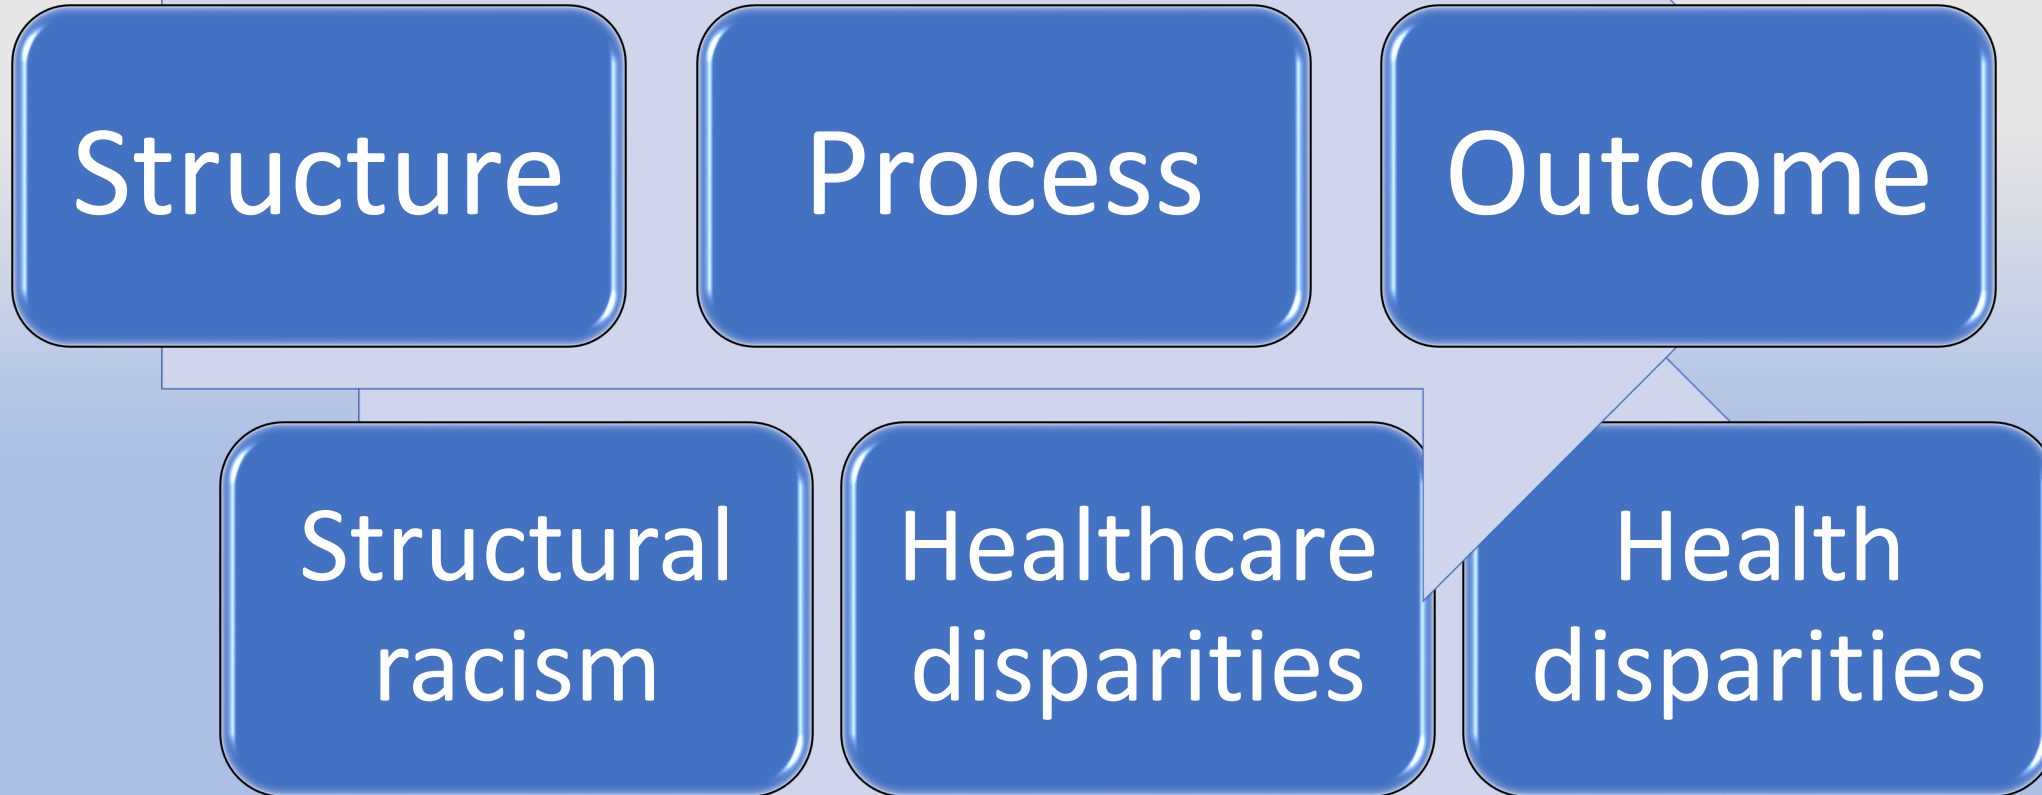 Structure
Process
Outcome
Structural
racism
Healthcare
disparities
Health
disparities